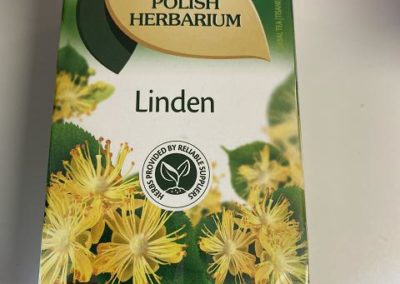 POLISH
HERBARIUM
Linden
HERBS PROVIDED BY RELIABLE SUPPLIERS